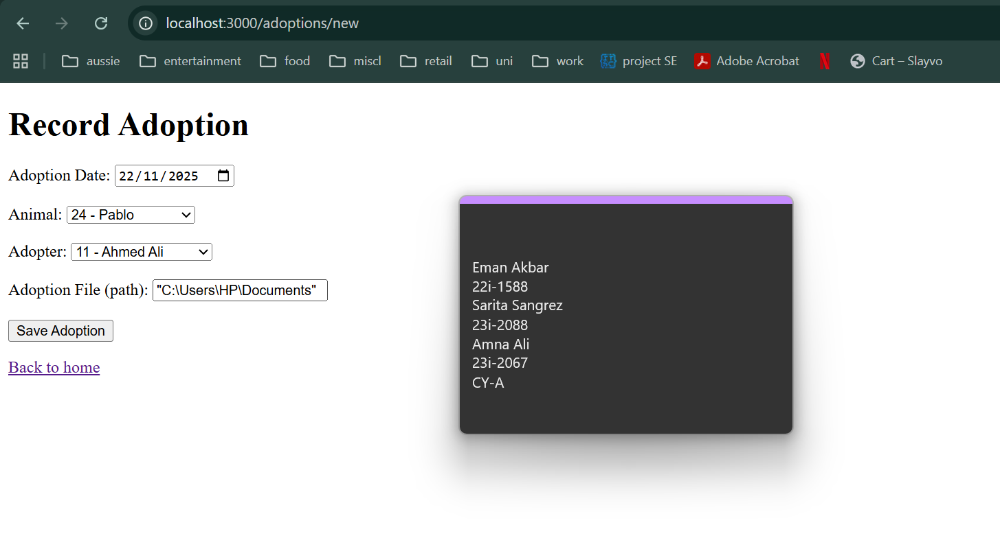 localhost:3000/adoptions/new
aussie entertainment food miscl retail uni work project SE Adobe Acrobat Cart – Slayvo
Record Adoption
Adoption Date: 22/11/2025
Animal: 24 - Pablo
Adopter: 11 - Ahmed Ali
Adoption File (path): "C:\Users\HP\Documents"
Save Adoption
Back to home
Eman Akbar
22i-1588
Sarita Sangrez
23i-2088
Amna Ali
23i-2067
CY-A